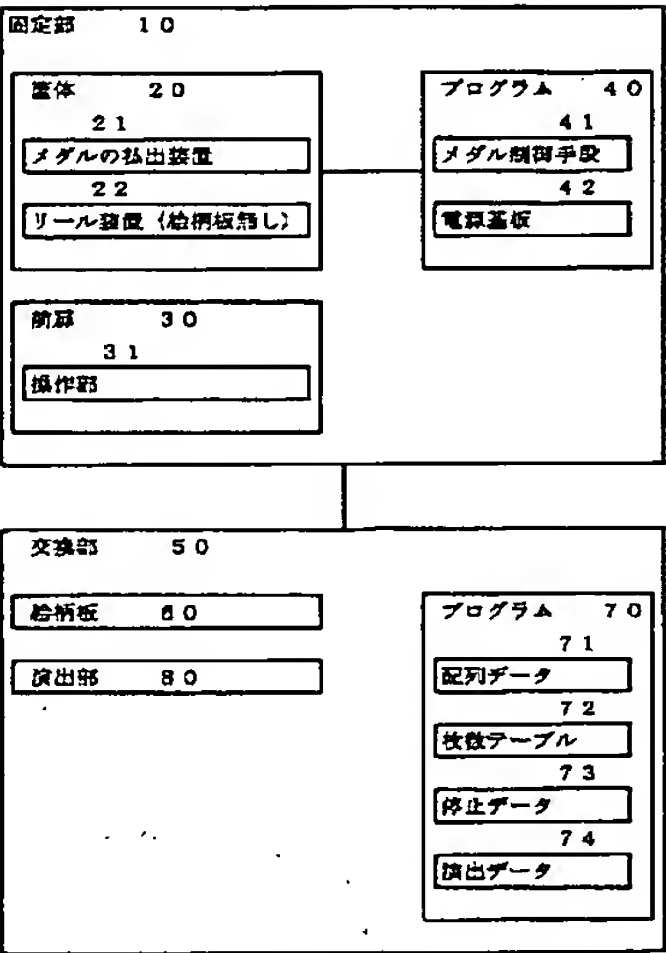 固定部 10
筐体 20
21
メダルの払出装置
22
リール装置（絵柄板無し）
プログラム 40
41
メダル制御手段
42
電源基板
前扉 30
31
操作部
交換部 50
絵柄板 60
演出部 80
プログラム 70
71
配列データ
72
枚数テーブル
73
停止データ
74
演出データ